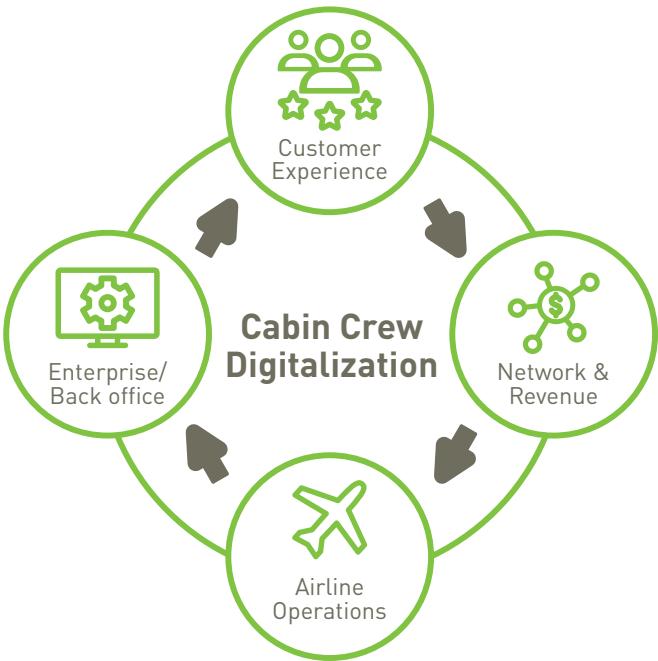 Customer
Experience
Cabin Crew
Digitalization
Enterprise/
Back office
Network &
Revenue
$
Airline
Operations